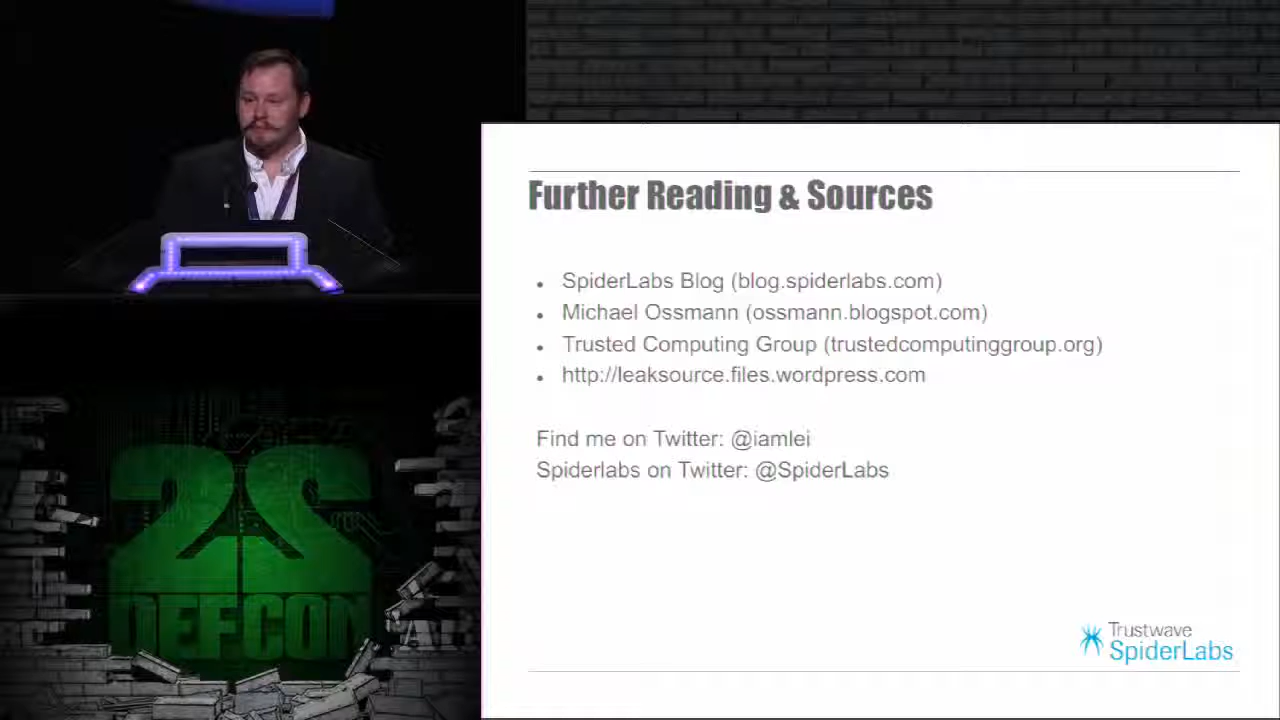 Further Reading & Sources
• SpiderLabs Blog (blog.spiderlabs.com)
• Michael Ossmann (ossmann.blogspot.com)
• Trusted Computing Group (trustedcomputinggroup.org)
• http://leaksource.files.wordpress.com
Find me on Twitter: @iamlei
Spiderlabs on Twitter: @SpiderLabs
22
DEFCON
Trustwave
SpiderLabs